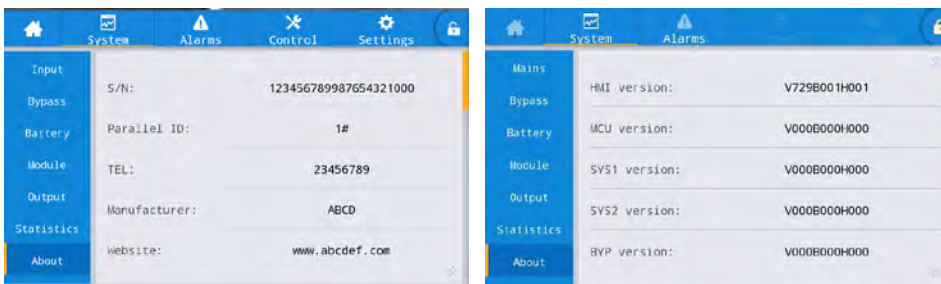 System Alarms Control Settings
Input
Bypass
Battery
Module
Output
Statistics
About
S/N: 123456789987654321000
Parallel ID: 1#
TEL: 23456789
Manufacturer: ABCD
Website: www.abcdef.com
System Alarms
Mains
Bypass
Battery
Module
Output
Statistics
About
HMI version: V729B001H001
MCU version: V000B000H000
SYS1 version: V000B000H000
SYS2 version: V000B000H000
BYP version: V000B000H000